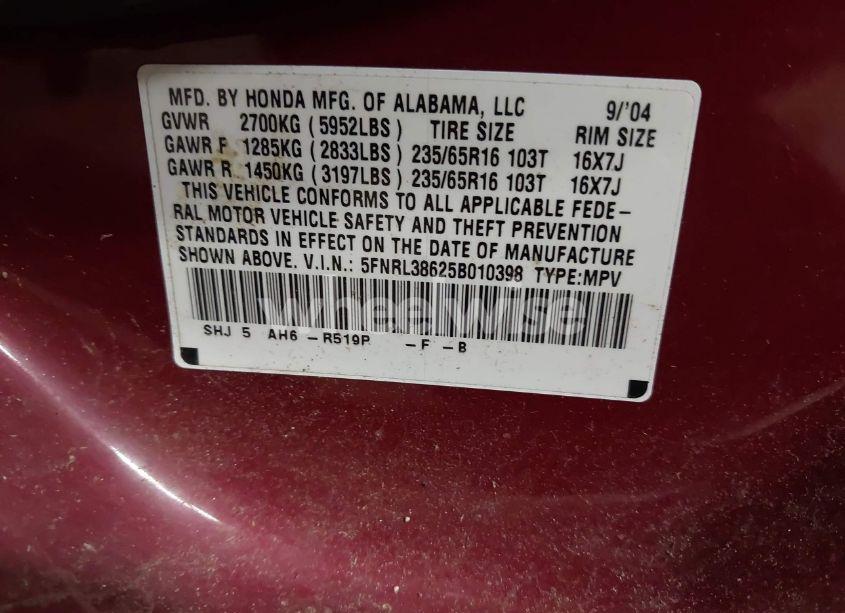 MFD. BY HONDA MFG. OF ALABAMA, LLC 9/'04
GVWR 2700KG (5952LBS) TIRE SIZE RIM SIZE
GAWR F 1285KG (2833LBS) 235/65R16 103T 16X7J
GAWR R 1450KG (3197LBS) 235/65R16 103T 16X7J
THIS VEHICLE CONFORMS TO ALL APPLICABLE FEDE-
RAL MOTOR VEHICLE SAFETY AND THEFT PREVENTION
STANDARDS IN EFFECT ON THE DATE OF MANUFACTURE
SHOWN ABOVE. V.I.N.: 5FNRL38625B010398 TYPE:MPV
wheelwise
SHJ 5 AH6 -R519P -F -B